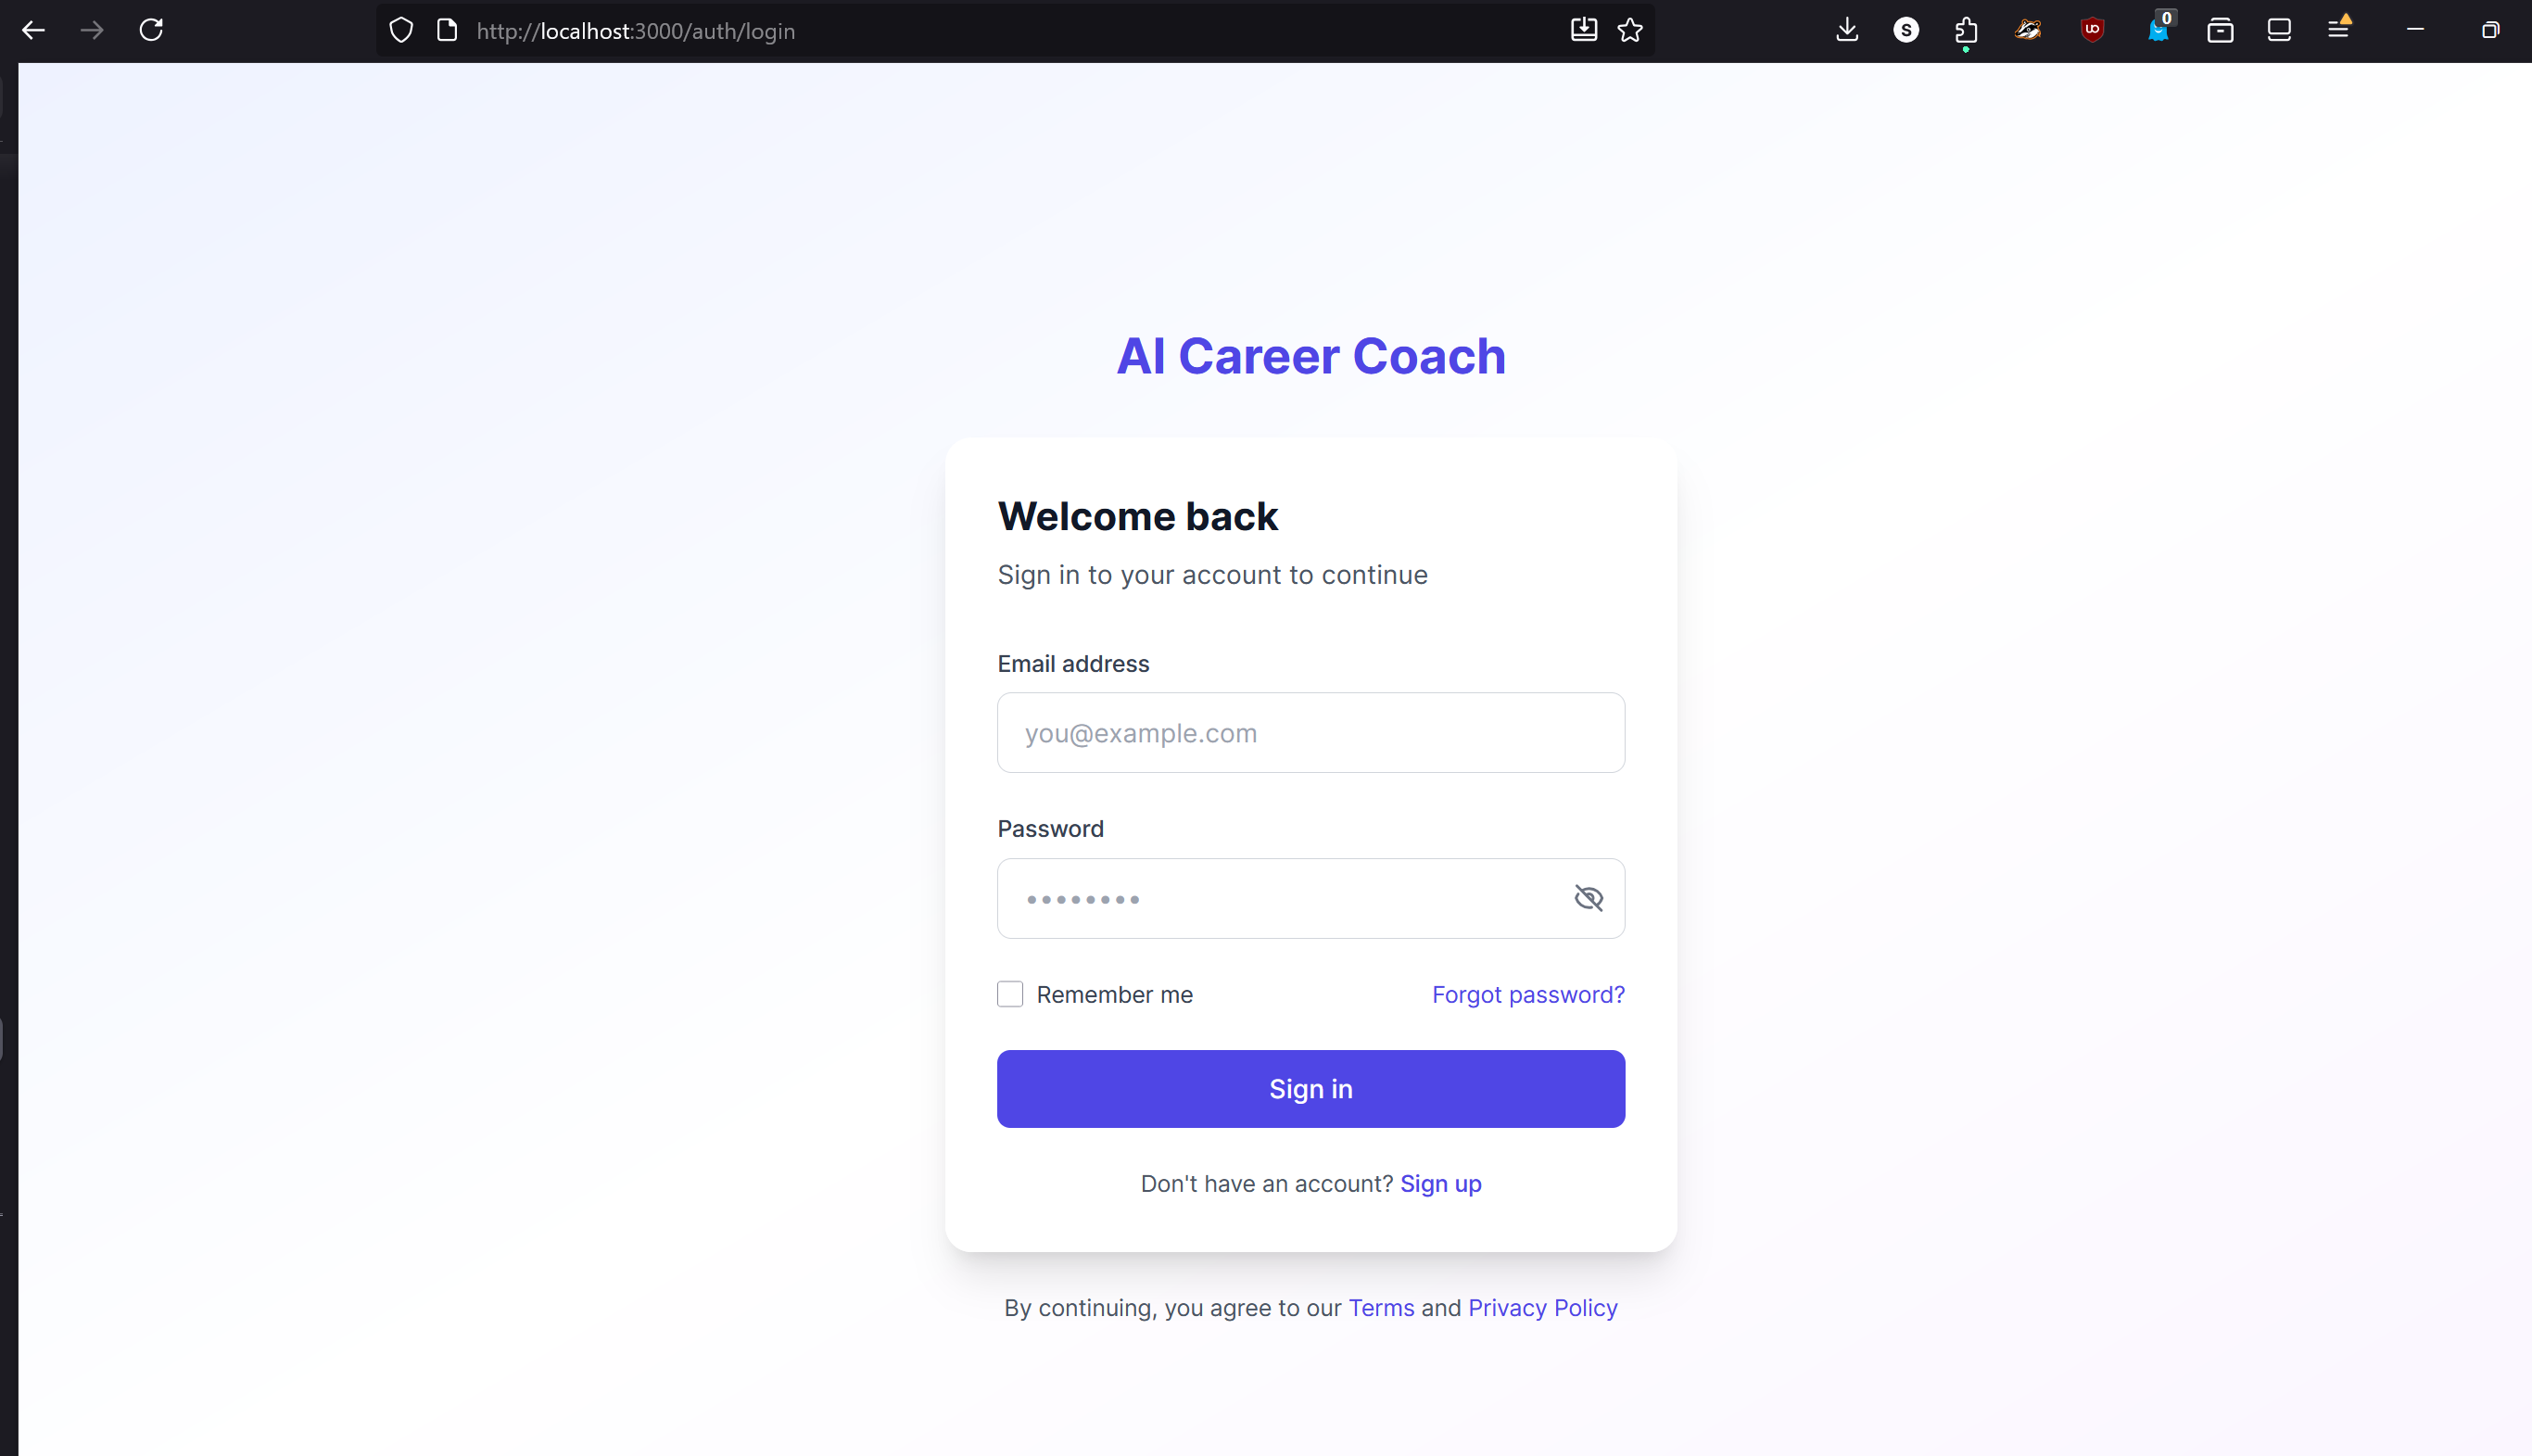 http://localhost:3000/auth/login
S
UO
0
AI Career Coach
Welcome back
Sign in to your account to continue
Email address
you@example.com
Password
••••••••
Remember me
Forgot password?
Sign in
Don't have an account? Sign up
By continuing, you agree to our Terms and Privacy Policy